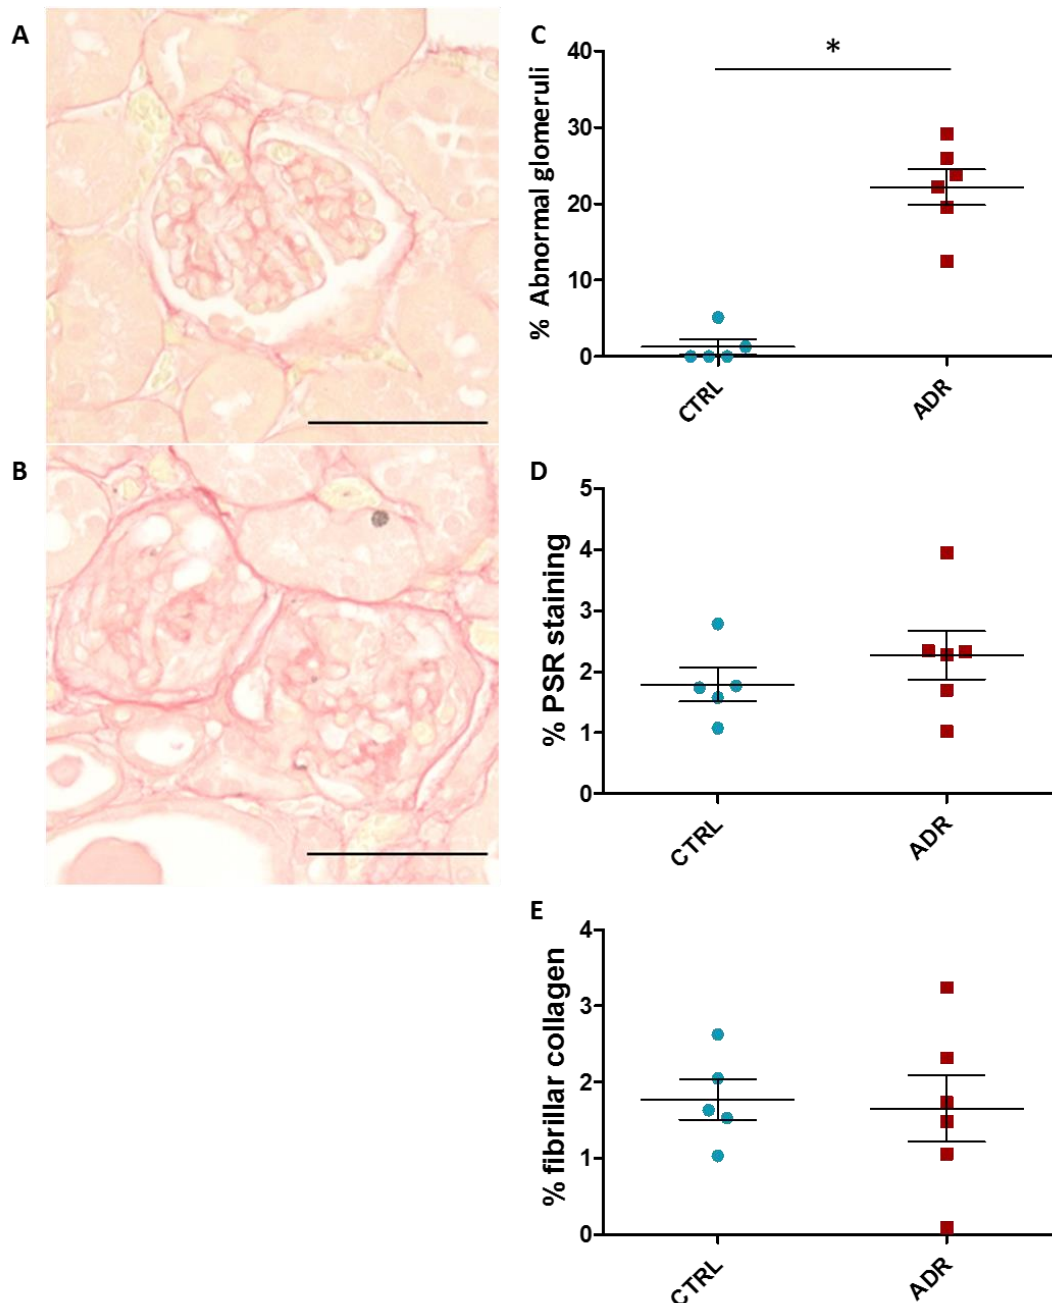 A
B
C
% Abnormal glomeruli
40
30
20
10
0
*
CTRL
ADR
D
% PSR staining
5
4
3
2
1
0
CTRL
ADR
E
% fibrillar collagen
4
3
2
1
0
CTRL
ADR